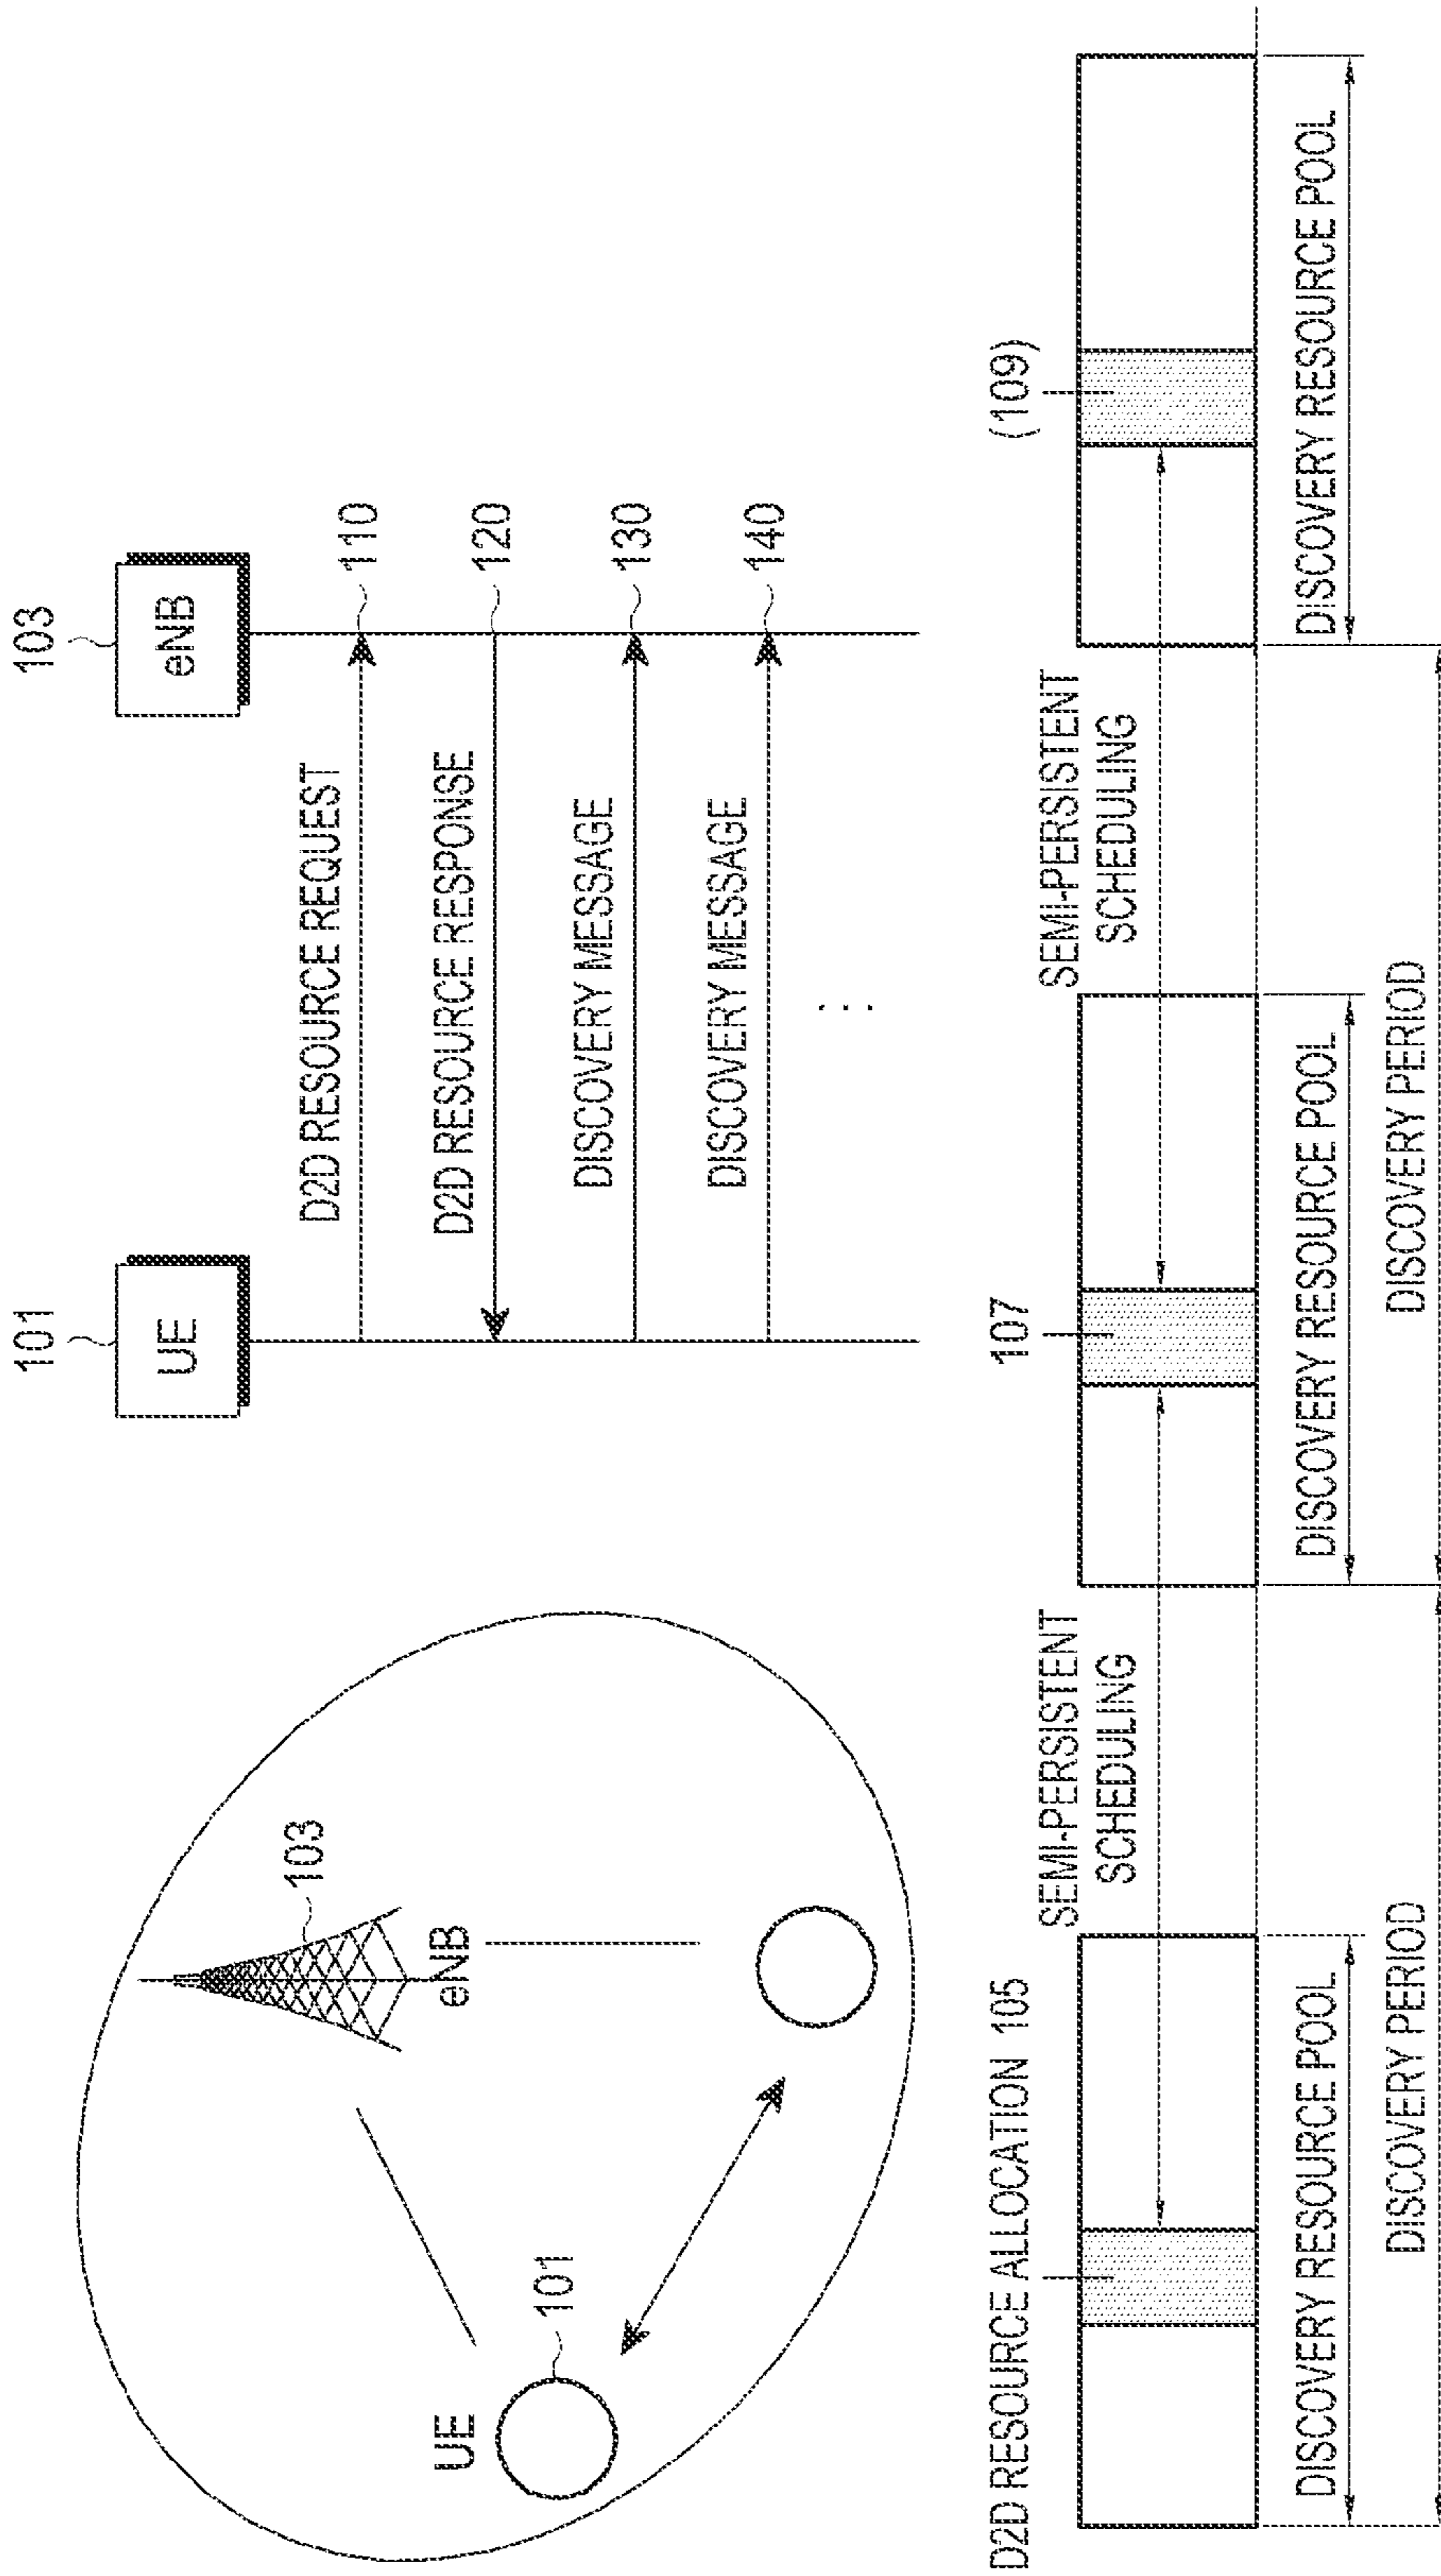 103
eNB
UE
101
101
UE
103
eNB
D2D RESOURCE REQUEST
110
D2D RESOURCE RESPONSE
120
DISCOVERY MESSAGE
130
DISCOVERY MESSAGE
140
...
D2D RESOURCE ALLOCATION 105
107
(109)
SEMI-PERSISTENT
SCHEDULING
SEMI-PERSISTENT
SCHEDULING
DISCOVERY RESOURCE POOL
DISCOVERY RESOURCE POOL
DISCOVERY RESOURCE POOL
DISCOVERY PERIOD
DISCOVERY PERIOD